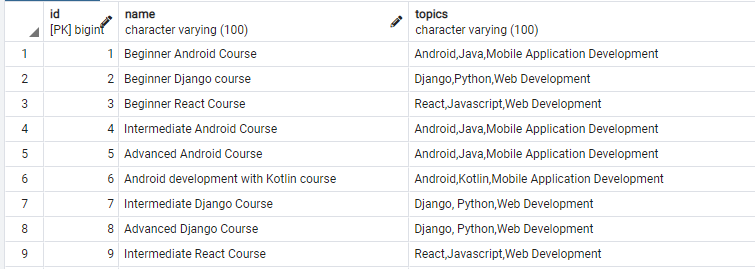 id name topics
[PK] bigint character varying (100) character varying (100)
1 1 Beginner Android Course Android,Java,Mobile Application Development
2 2 Beginner Django course Django,Python,Web Development
3 3 Beginner React Course React,Javascript,Web Development
4 4 Intermediate Android Course Android,Java,Mobile Application Development
5 5 Advanced Android Course Android,Java,Mobile Application Development
6 6 Android development with Kotlin course Android,Kotlin,Mobile Application Development
7 7 Intermediate Django Course Django, Python,Web Development
8 8 Advanced Django Course Django, Python,Web Development
9 9 Intermediate React Course React,Javascript,Web Development